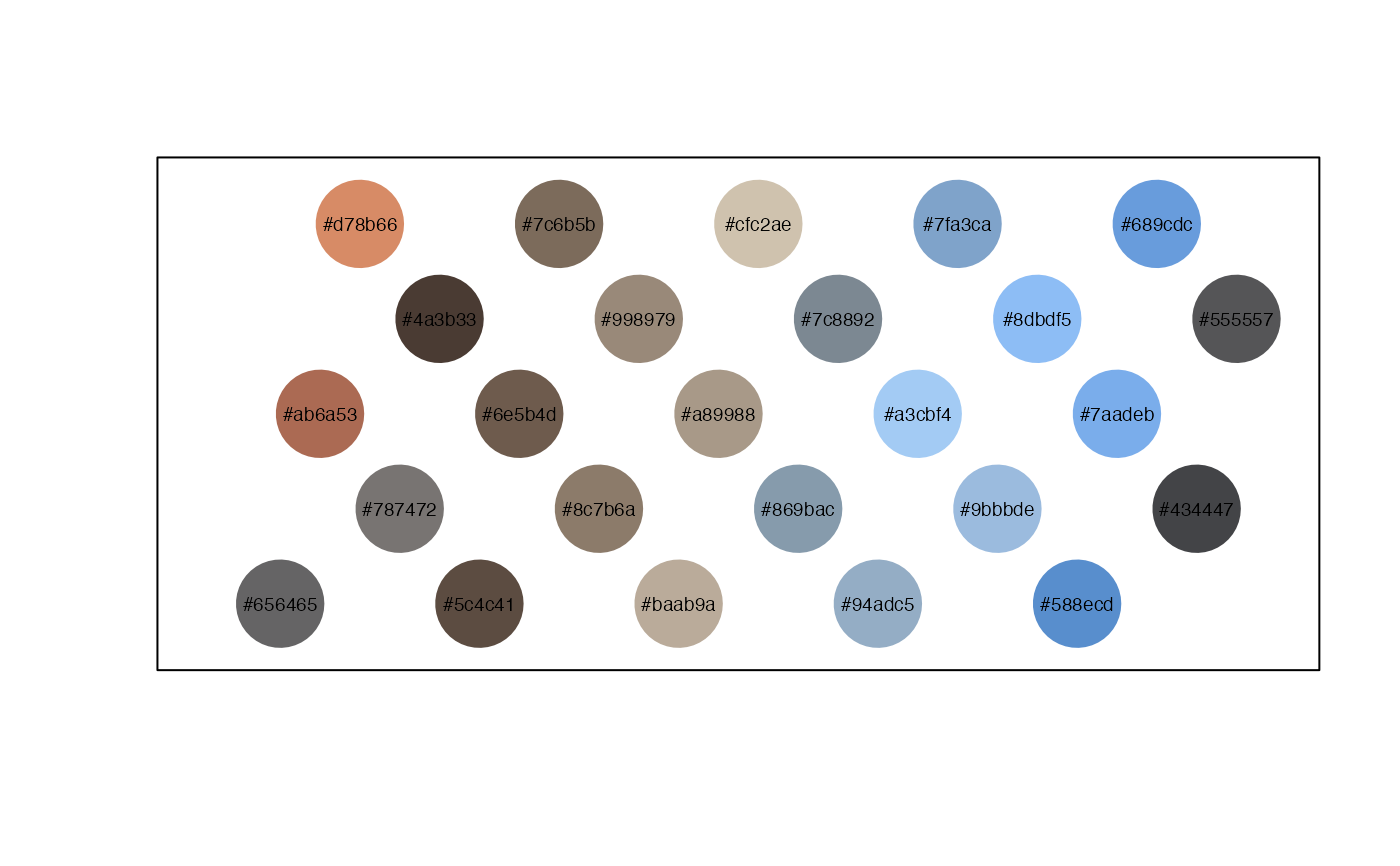 #d78b66 #7c6b5b #cfc2ae #7fa3ca #689cdc
#4a3b33 #998979 #7c8892 #8dbdf5 #555557
#ab6a53 #6e5b4d #a89988 #a3cbf4 #7aadeb
#787472 #8c7b6a #869bac #9bbbde #434447
#656465 #5c4c41 #baab9a #94adc5 #588ecd